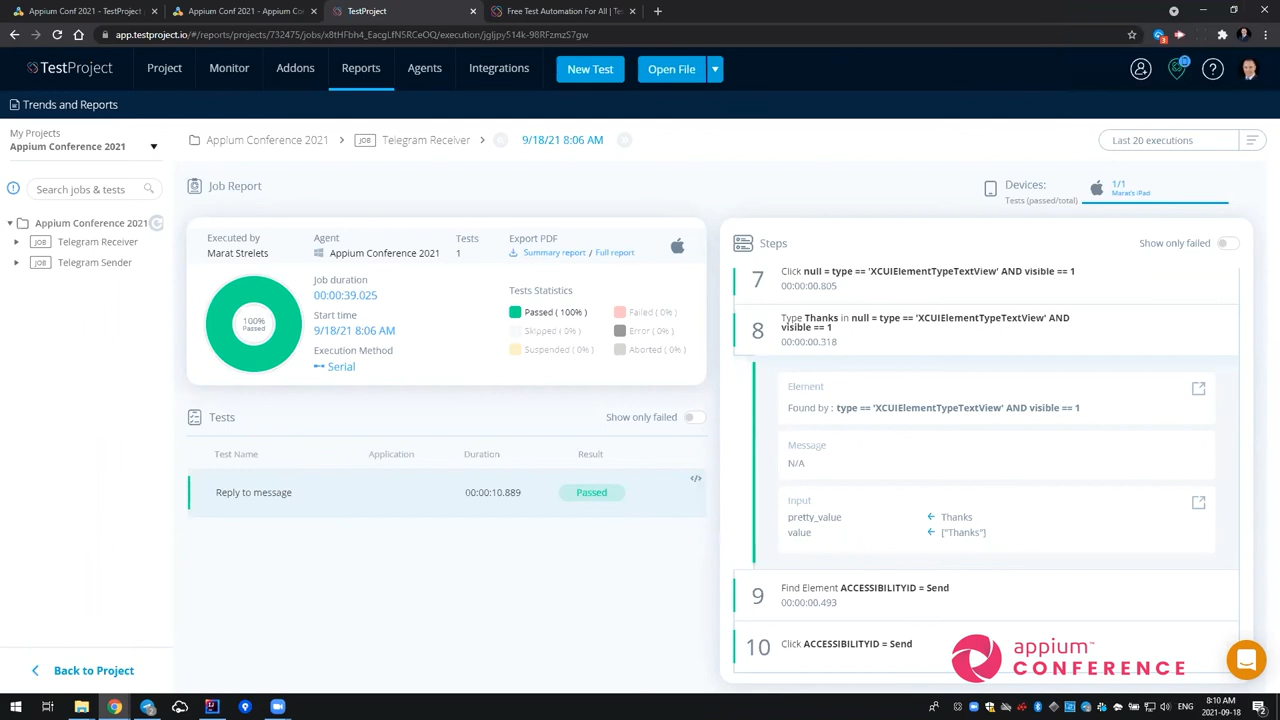 Appium Conf 2021 - TestProject
Appium Conf 2021 - Appium Co
TestProject
Free Test Automation For All | Tes
app.testproject.io/#/reports/projects/732475/jobs/x8tHFbh4_EacgLfN5RCeOQ/execution/jgJjpy514k-98RFzmzS7gw
TestProject
Project
Monitor
Addons
Reports
Agents
Integrations
New Test
Open File
Trends and Reports
My Projects
Appium Conference 2021
Appium Conference 2021
JOB
Telegram Receiver
9/18/21 8:06 AM
Last 20 executions
Search jobs & tests
Appium Conference 2021
JOB Telegram Receiver
JOB Telegram Sender
Job Report
Devices:
Tests (passed/total)
1/1
Marat's iPad
Executed by
Marat Strelets
Agent
Appium Conference 2021
Tests
1
Export PDF
Summary report / Full report
100%
Passed
Job duration
00:00:39.025
Start time
9/18/21 8:06 AM
Execution Method
Serial
Tests Statistics
Passed ( 100% )
Failed ( 0% )
Skipped ( 0% )
Error ( 0% )
Suspended ( 0% )
Aborted ( 0% )
Tests
Show only failed
Test Name
Application
Duration
Result
Reply to message
00:00:10.889
Passed
Steps
Show only failed
7
Click null = type == 'XCUIElementTypeTextView' AND visible == 1
00:00:00.805
8
Type Thanks in null = type == 'XCUIElementTypeTextView' AND
visible == 1
00:00:00.318
Element
Found by : type == 'XCUIElementTypeTextView' AND visible == 1
Message
N/A
Input
pretty_value ← Thanks
value ← ["Thanks"]
9
Find Element ACCESSIBILITYID = Send
00:00:00.493
10
Click ACCESSIBILITYID = Send
appium™
CONFERENCE
Back to Project
ENG
8:10 AM
2021-09-18